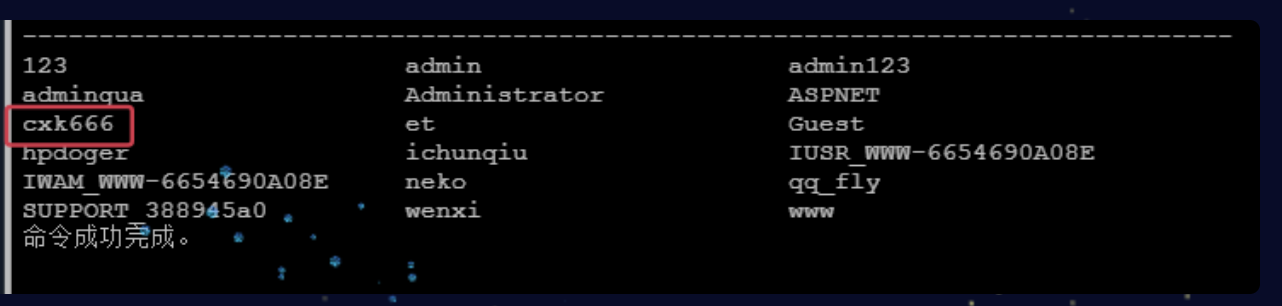 -------------------------------------------------------------------------------
123 admin admin123
adminqua Administrator ASPNET
cxk666 et Guest
hpdoger ichunqiu IUSR_WWW-6654690A08E
IWAM_WWW-6654690A08E neko qq_fly
SUPPORT_388945a0 wenxi www
命令成功完成。